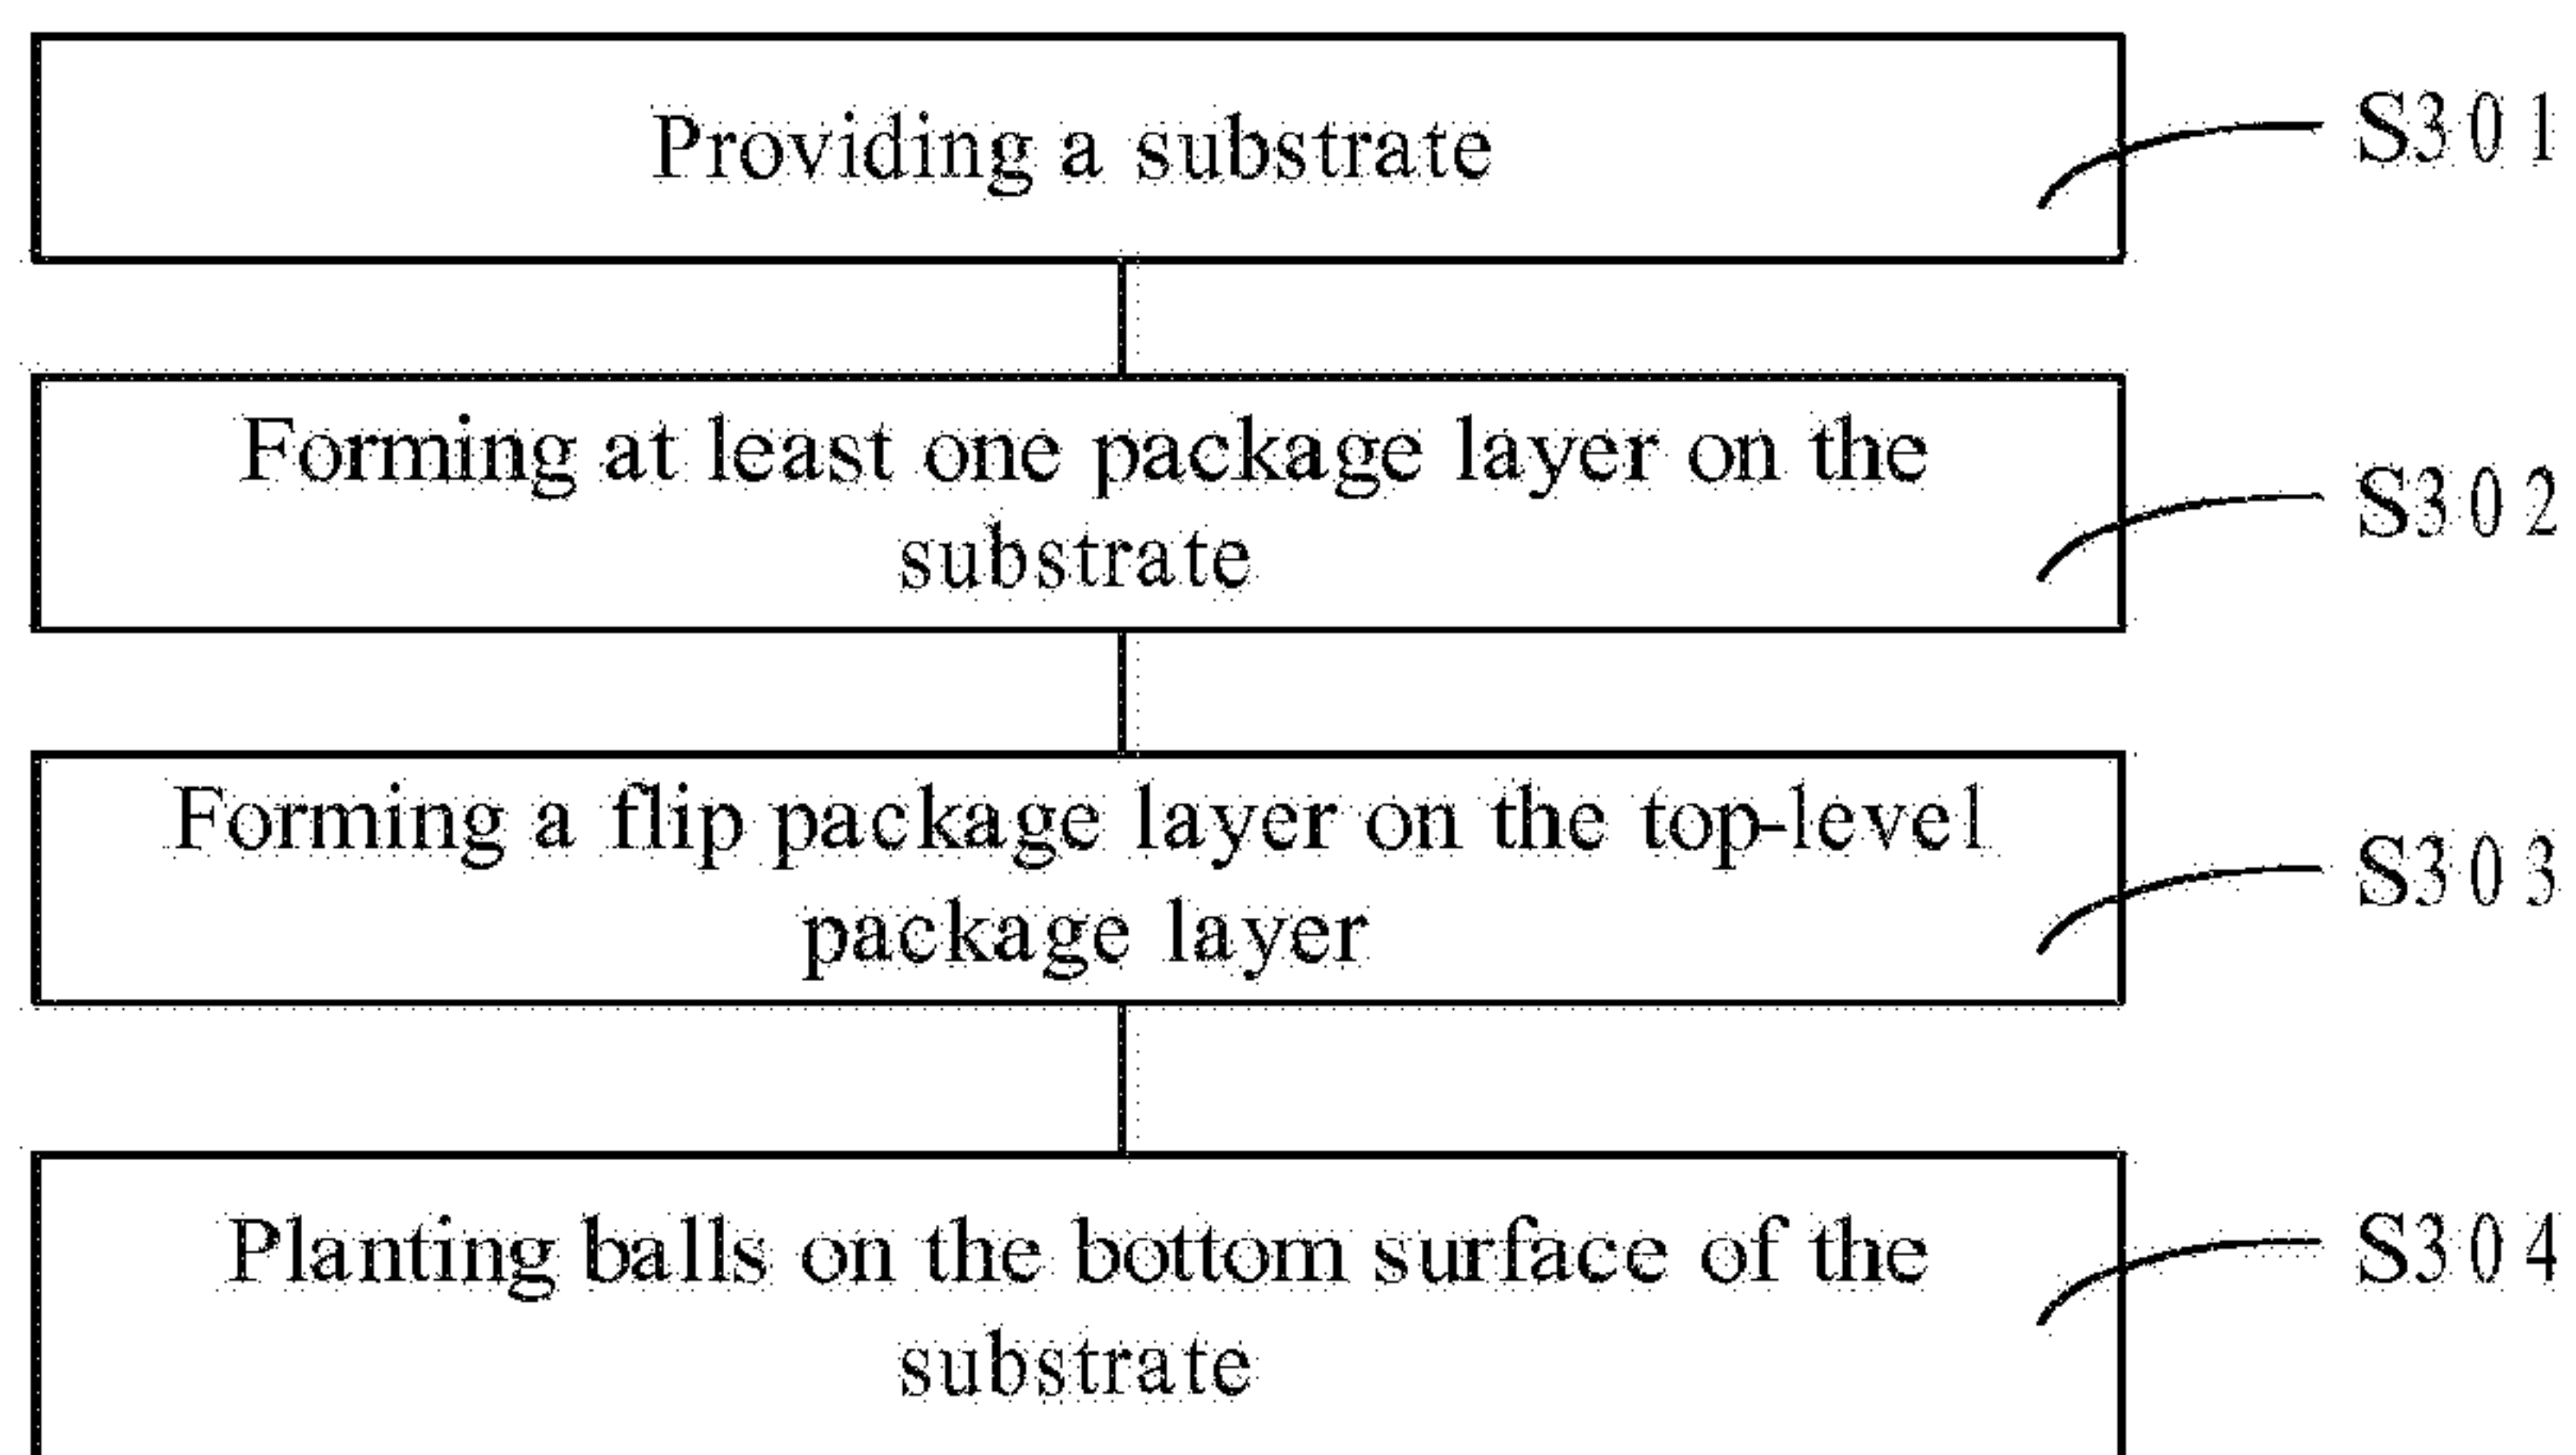 Providing a substrate
S301
Forming at least one package layer on the
substrate
S302
Forming a flip package layer on the top-level
package layer
S303
Planting balls on the bottom surface of the
substrate
S304